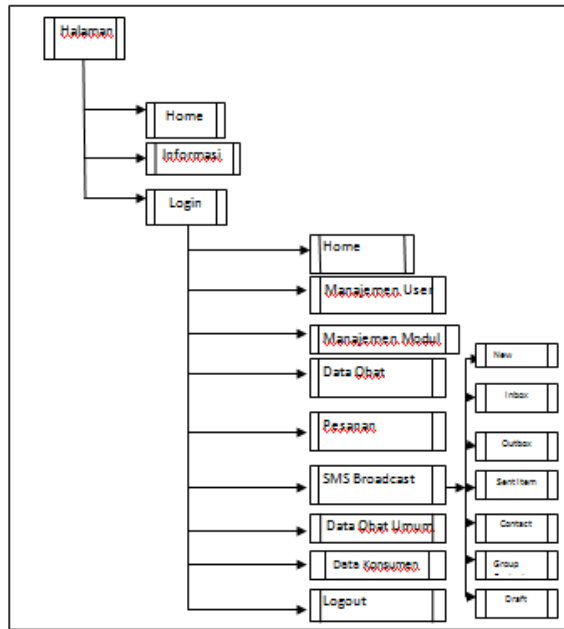 Halaman
Home
Informasi
Login
Home
Manajemen User
Manajemen Modul
Data Obat
Pesanan
SMS Broadcast
Data Obat Umum
Data Konsumen
Logout
New
Inbox
Outbox
Sent Item
Contact
Group
Draft